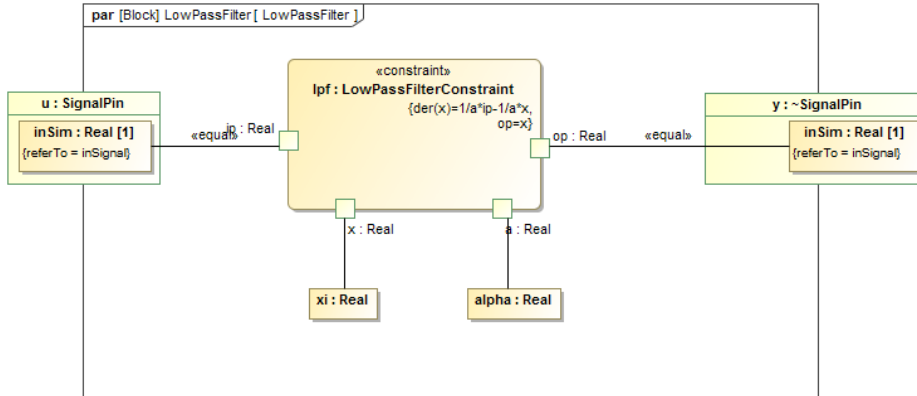 par [Block] LowPassFilter[ LowPassFilter ]
«constraint»
lpf : LowPassFilterConstraint
{der(x)=1/a*ip-1/a*x,
op=x}
u : SignalPin
inSim : Real [1]
{referTo = inSignal}
«equal»
ip : Real
op : Real
«equal»
y : ~SignalPin
inSim : Real [1]
{referTo = inSignal}
x : Real
a : Real
xi : Real
alpha : Real